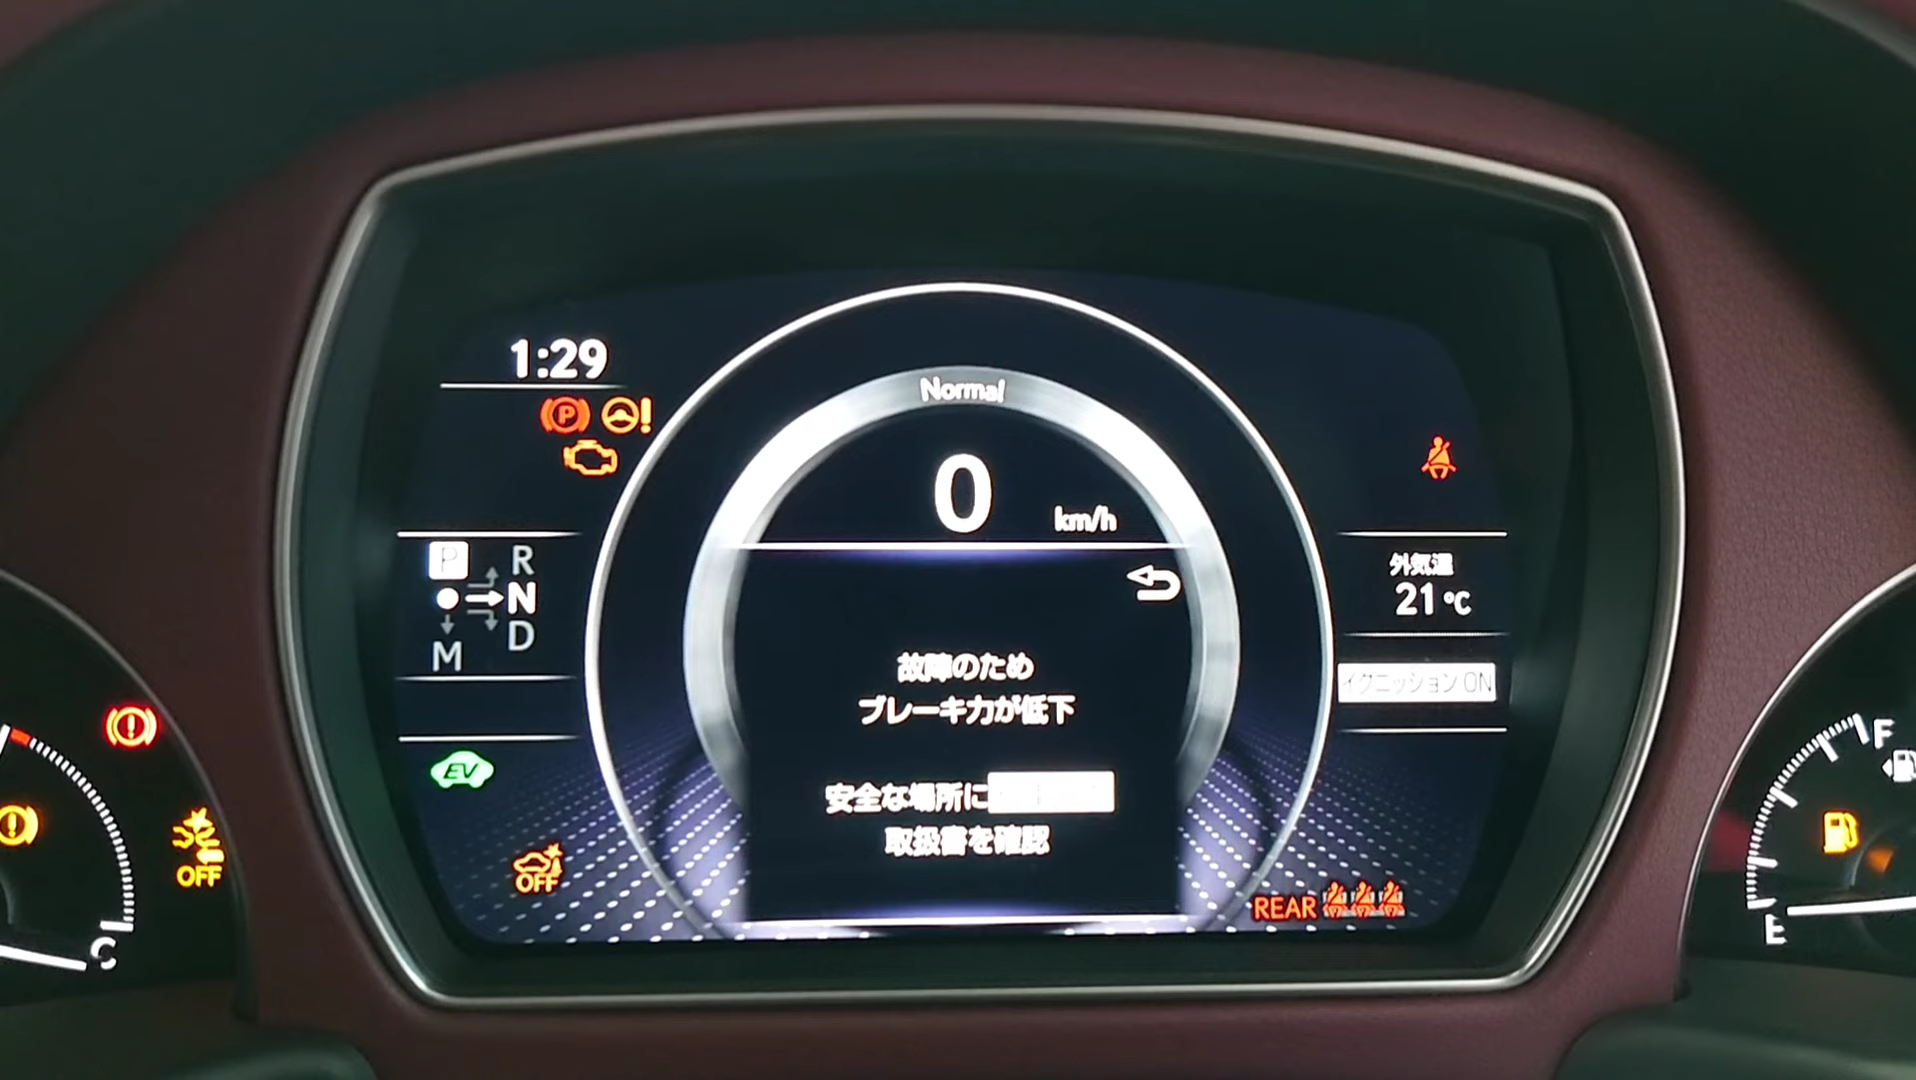 1:29
Normal
0 km/h
P R
N
D
M
外気温
21℃
イグニッション ON
故障のため
ブレーキ力が低下
安全な場所に
取扱書を確認
EV
OFF
OFF
REAR
C
F
E